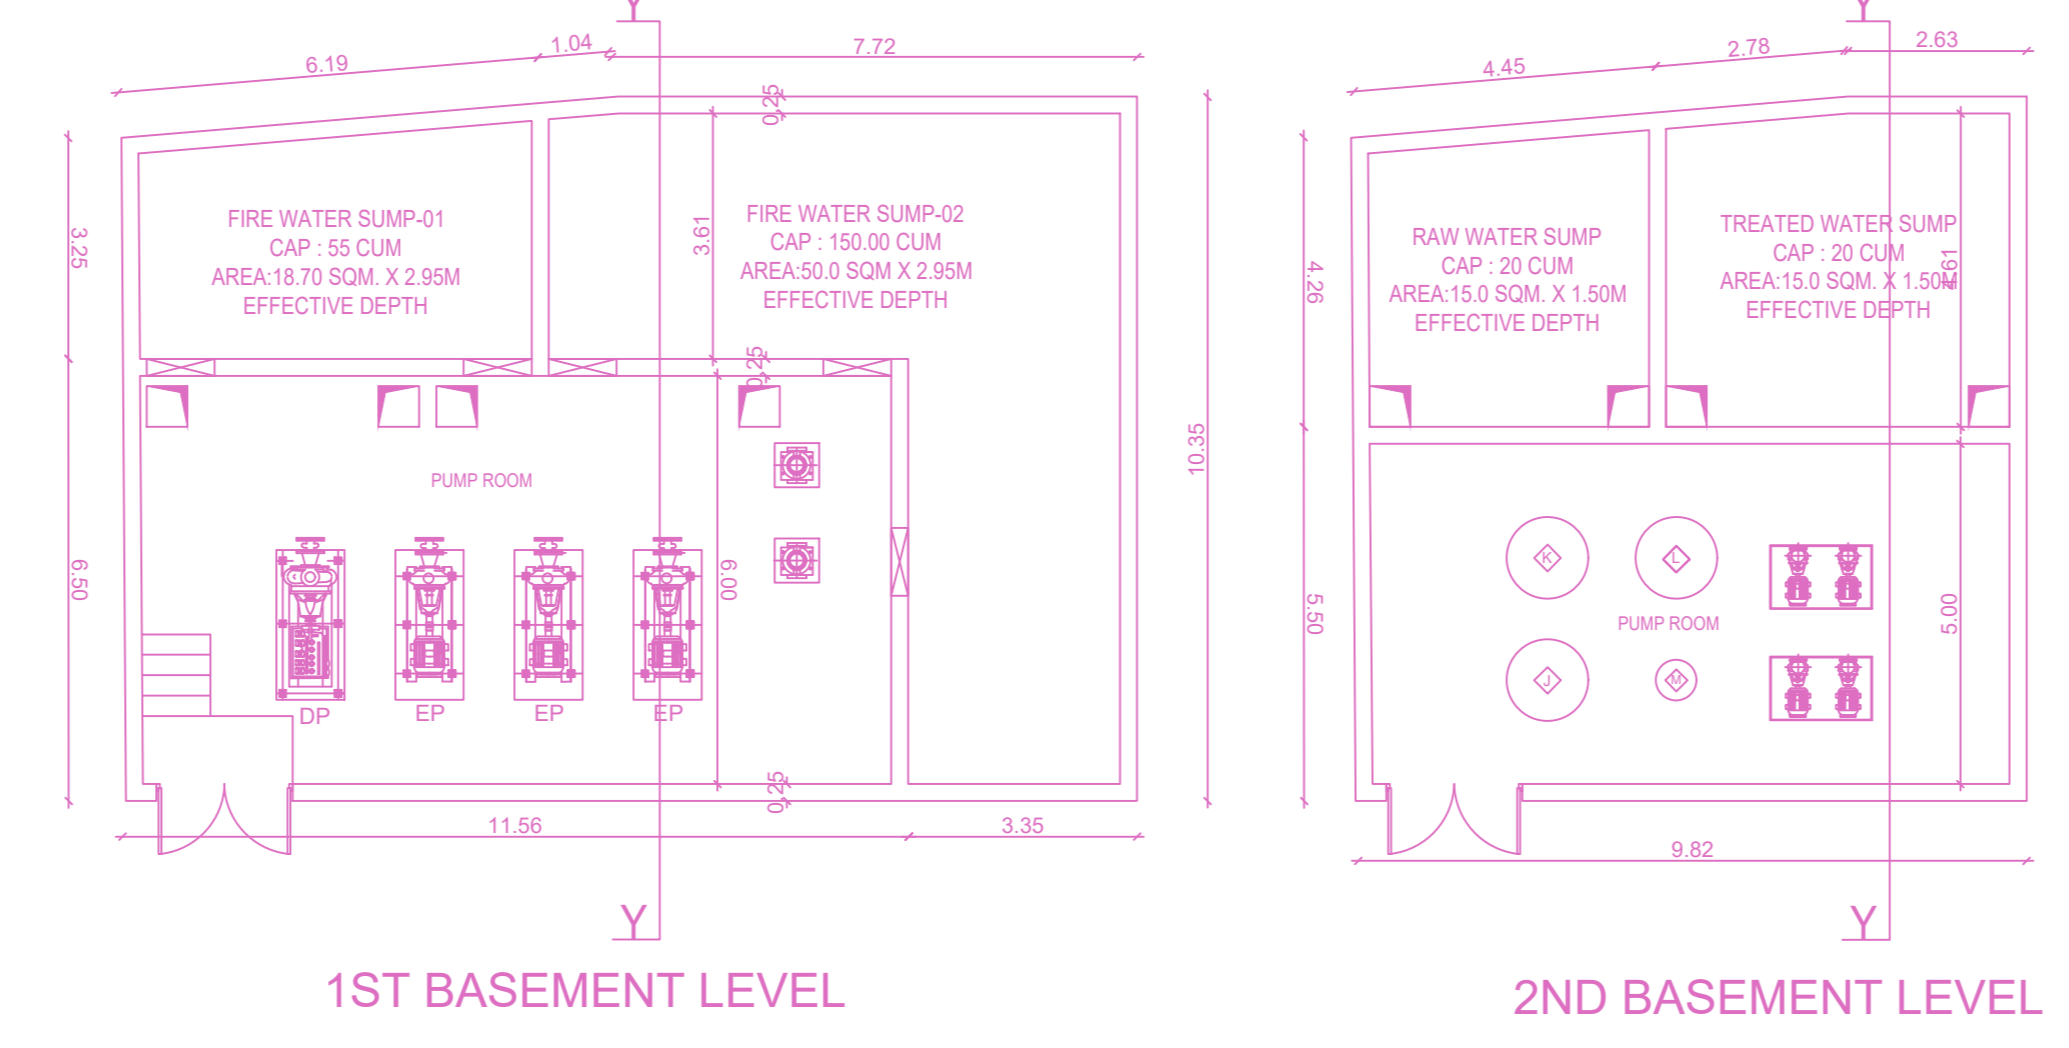 Y
6.19
1.04
7.72
0.25
3.25
FIRE WATER SUMP-01
CAP : 55 CUM
AREA:18.70 SQM. X 2.95M
EFFECTIVE DEPTH
3.61
FIRE WATER SUMP-02
CAP : 150.00 CUM
AREA:50.0 SQM X 2.95M
EFFECTIVE DEPTH
0.25
PUMP ROOM
10.35
6.50
6.00
DP
EP
EP
EP
0.25
11.56
3.35
Y
1ST BASEMENT LEVEL
Y
4.45
2.78
2.63
4.26
RAW WATER SUMP
CAP : 20 CUM
AREA:15.0 SQM. X 1.50M
EFFECTIVE DEPTH
TREATED WATER SUMP
CAP : 20 CUM
AREA:15.0 SQM. X 1.50M
EFFECTIVE DEPTH
4.61
K
L
PUMP ROOM
J
M
5.50
5.00
9.82
Y
2ND BASEMENT LEVEL